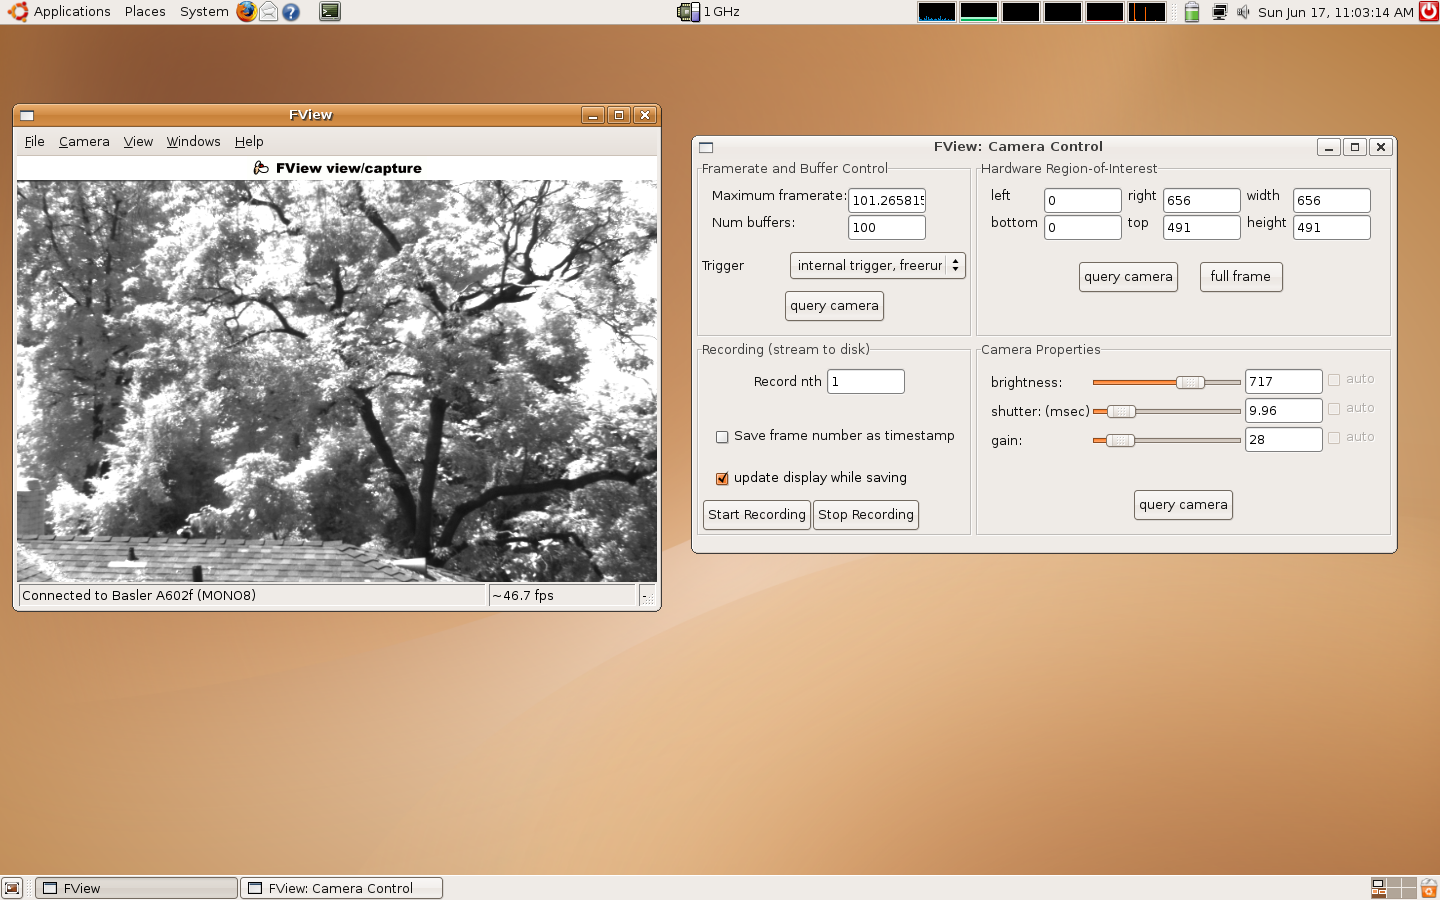 Applications Places System 1 GHz Sun Jun 17, 11:03:14 AM
FView
File Camera View Windows Help
FView view/capture
Connected to Basler A602f (MONO8) ~46.7 fps -
FView: Camera Control
Framerate and Buffer Control
Maximum framerate: 101.265815
Num buffers: 100
Trigger internal trigger, freerur
query camera
Hardware Region-of-Interest
left 0 right 656 width 656
bottom 0 top 491 height 491
query camera full frame
Recording (stream to disk)
Record nth 1
Save frame number as timestamp
update display while saving
Start Recording Stop Recording
Camera Properties
brightness: 717 auto
shutter: (msec) 9.96 auto
gain: 28 auto
query camera
FView FView: Camera Control